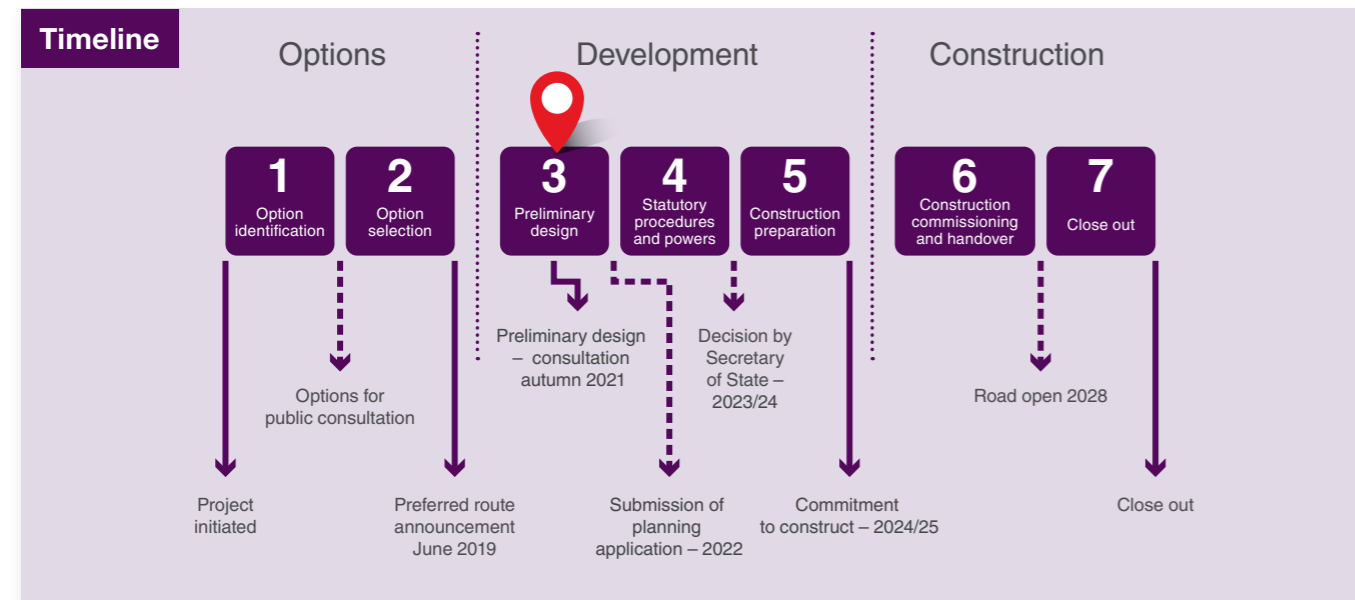 Timeline
Options
Development
Construction
1
Option
identification
2
Option
selection
3
Preliminary
design
4
Statutory
procedures
and powers
5
Construction
preparation
6
Construction
commissioning
and handover
7
Close out
Preliminary design
– consultation
autumn 2021
Decision by
Secretary
of State –
2023/24
Options for
public consultation
Road open 2028
Project
initiated
Preferred route
announcement
June 2019
Submission of
planning
application – 2022
Commitment
to construct – 2024/25
Close out